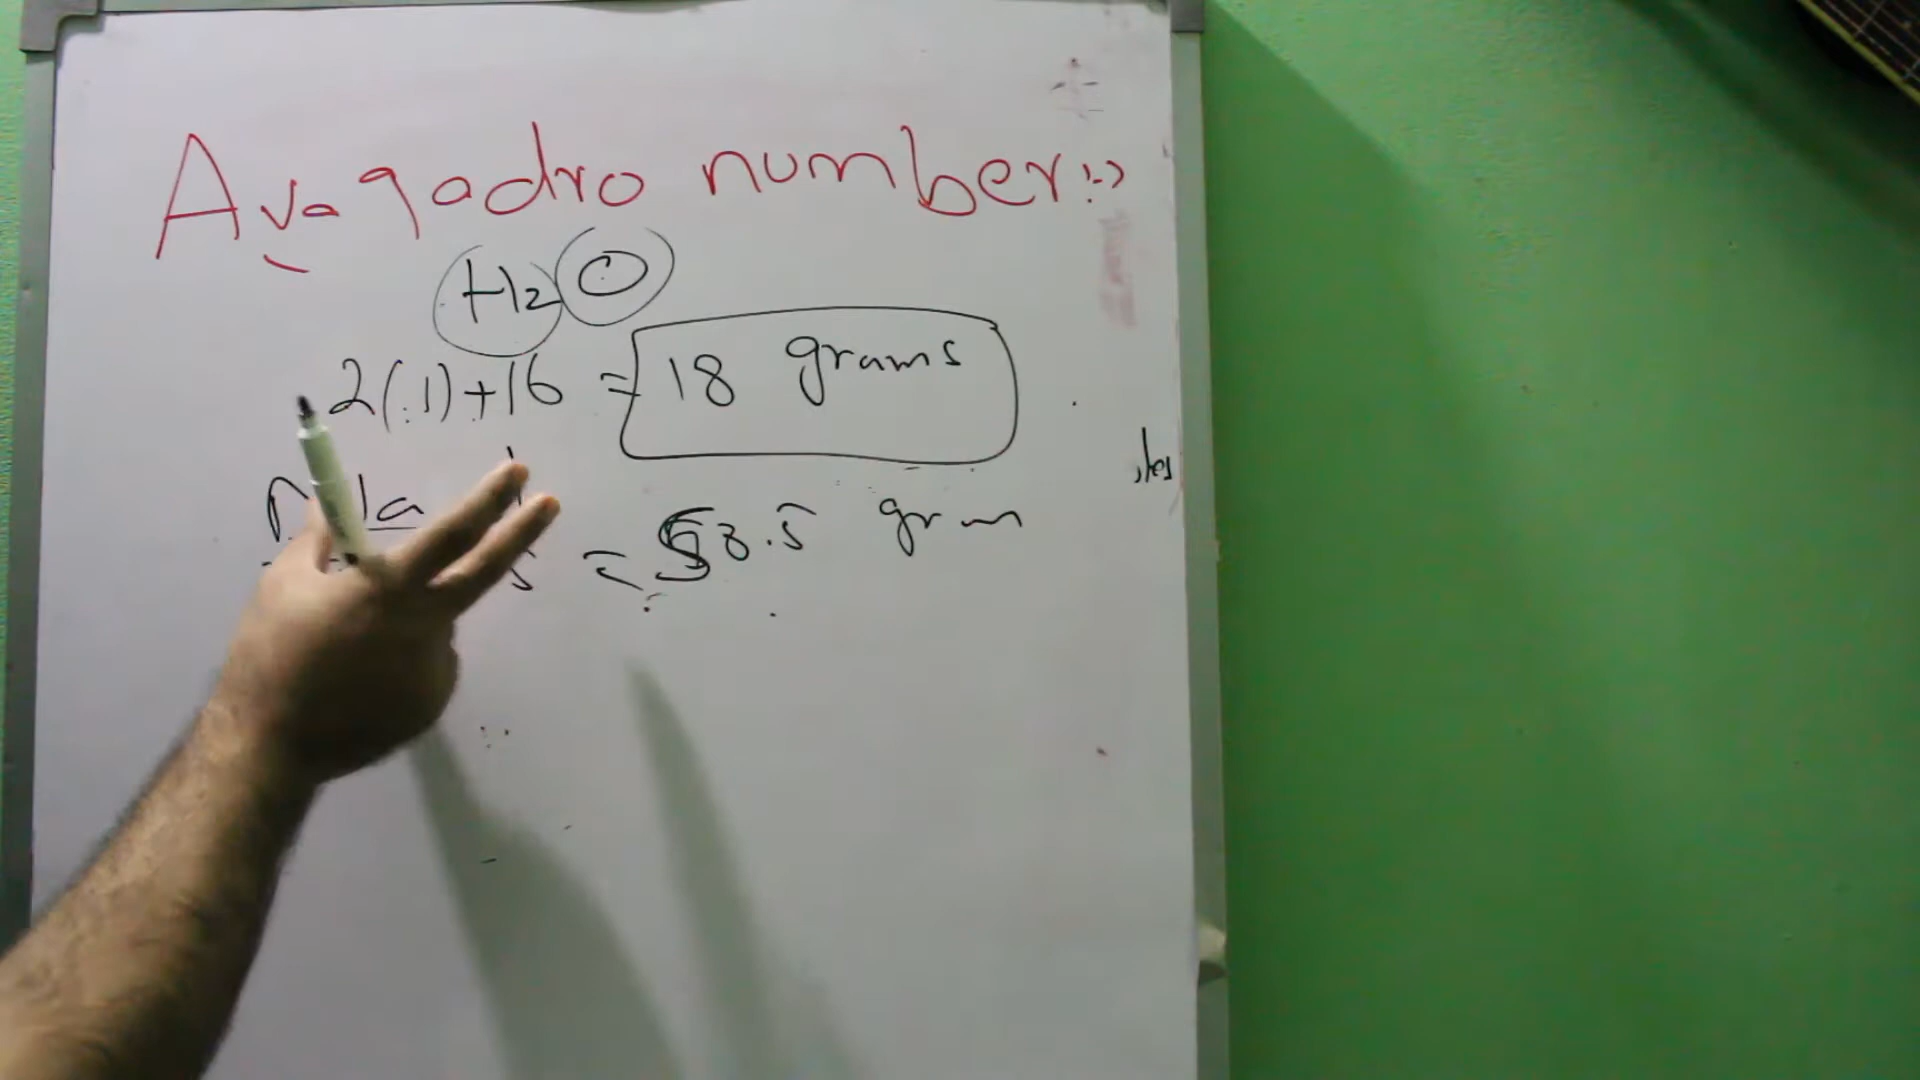 Avagadro number:-
H2O
2(1)+16 = 18 grams
= 58.5 gram